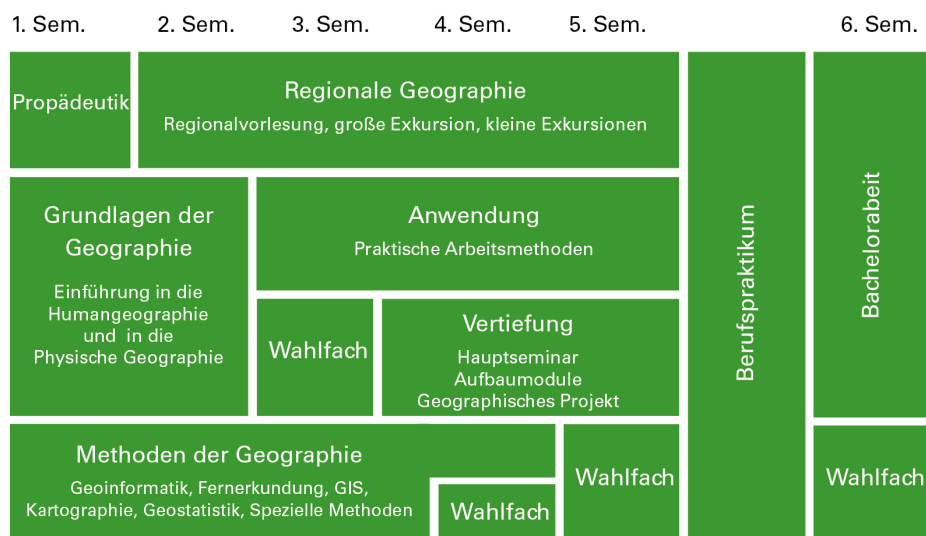 1. Sem. 2. Sem. 3. Sem. 4. Sem. 5. Sem. 6. Sem.
Propädeutik
Regionale Geographie
Regionalvorlesung, große Exkursion, kleine Exkursionen
Grundlagen der
Geographie
Einführung in die
Humangeographie
und in die
Physische Geographie
Anwendung
Praktische Arbeitsmethoden
Wahlfach
Vertiefung
Hauptseminar
Aufbaumodule
Geographisches Projekt
Methoden der Geographie
Geoinformatik, Fernerkundung, GIS,
Kartographie, Geostatistik, Spezielle Methoden
Wahlfach
Wahlfach
Berufspraktikum
Bachelorabeit
Wahlfach